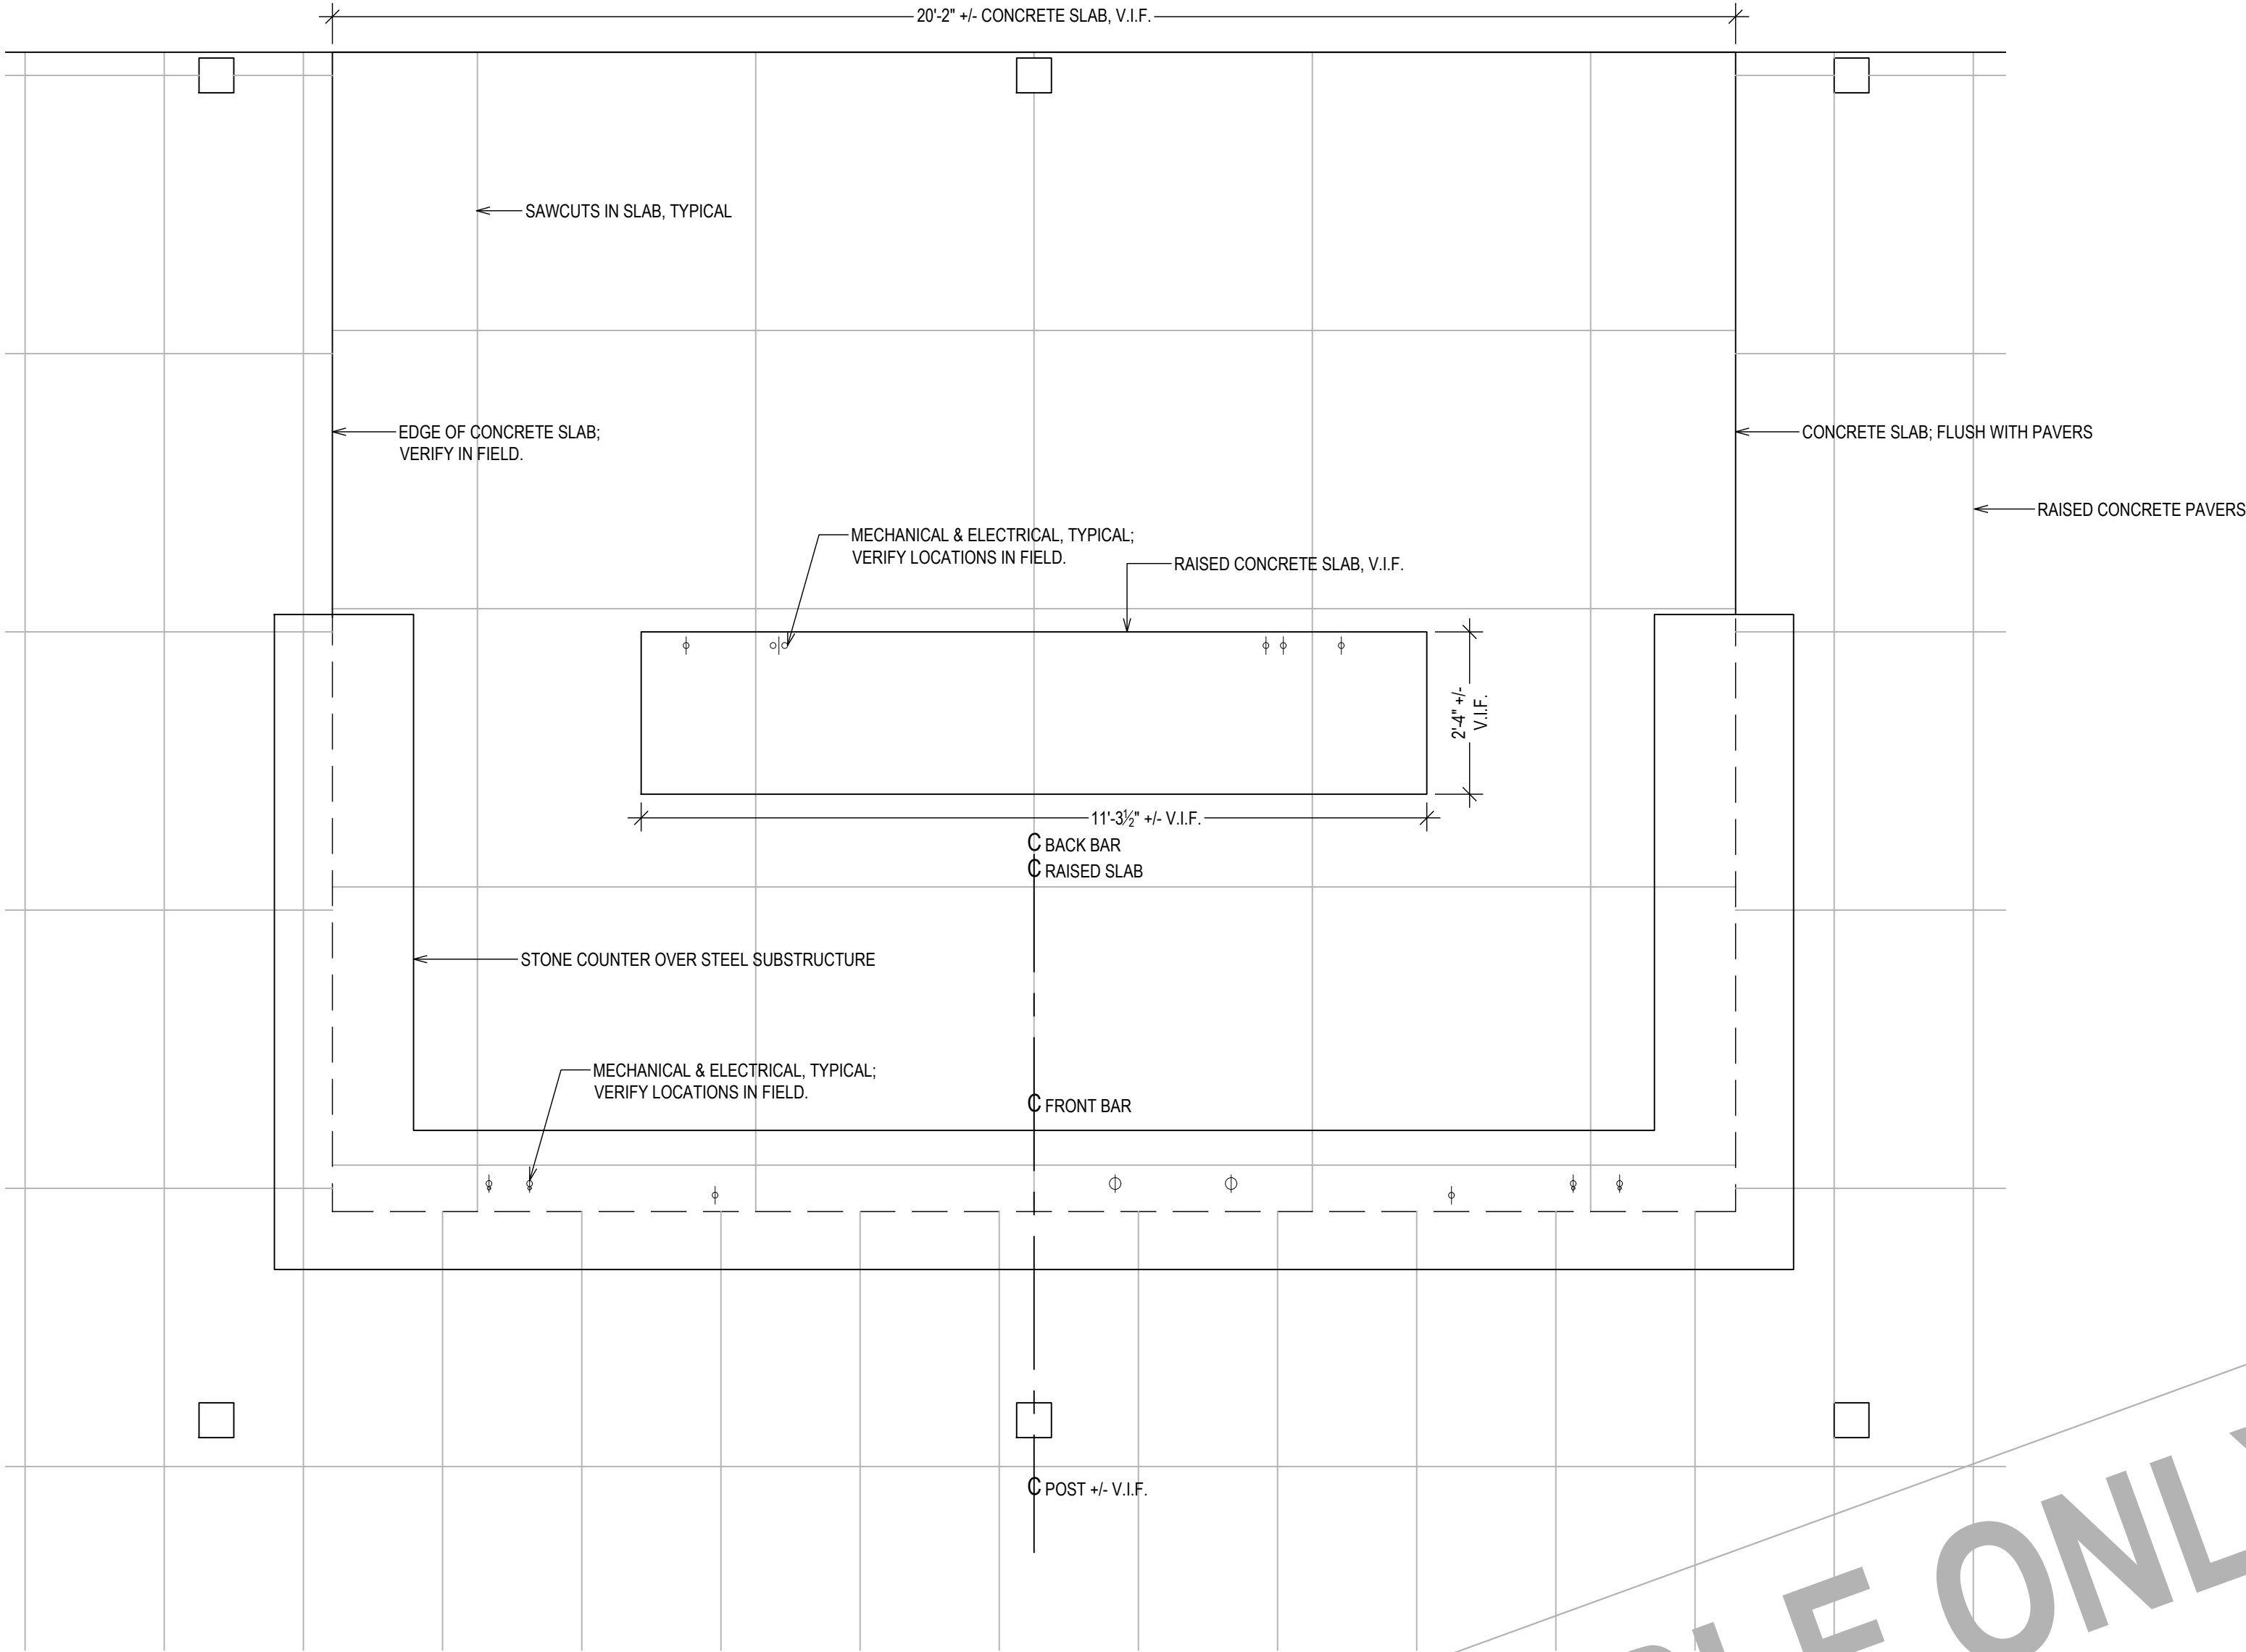 20'-2" +/- CONCRETE SLAB, V.I.F.
SAWCUTS IN SLAB, TYPICAL
EDGE OF CONCRETE SLAB;
VERIFY IN FIELD.
CONCRETE SLAB; FLUSH WITH PAVERS
RAISED CONCRETE PAVERS
MECHANICAL & ELECTRICAL, TYPICAL;
VERIFY LOCATIONS IN FIELD.
RAISED CONCRETE SLAB, V.I.F.
2'-4" +/-
V.I.F.
11'-3½" +/- V.I.F.
C BACK BAR
C RAISED SLAB
STONE COUNTER OVER STEEL SUBSTRUCTURE
MECHANICAL & ELECTRICAL, TYPICAL;
VERIFY LOCATIONS IN FIELD.
C FRONT BAR
C POST +/- V.I.F.
ONLY